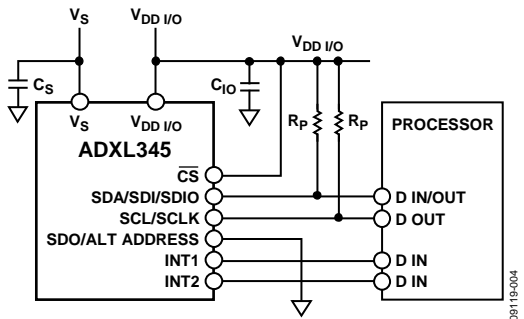 VS
VDD I/O
VDD I/O
CS
CIO
VS
VDD I/O
RP
RP
PROCESSOR
ADXL345
CS
SDA/SDI/SDIO
D IN/OUT
SCL/SCLK
D OUT
SDO/ALT ADDRESS
INT1
D IN
INT2
D IN
09119-004